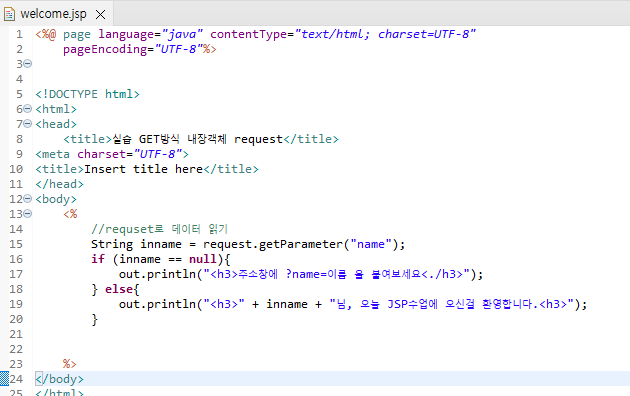 welcome.jsp
1 <%@ page language="java" contentType="text/html; charset=UTF-8"
2     pageEncoding="UTF-8"%>
3
4
5 <!DOCTYPE html>
6 <html>
7 <head>
8     <title>실습 GET방식 내장객체 request</title>
9 <meta charset="UTF-8">
10 <title>Insert title here</title>
11 </head>
12 <body>
13     <%
14         //requset로 데이터 읽기
15         String inname = request.getParameter("name");
16         if (inname == null){
17             out.println("<h3>주소창에 ?name=이름 을 붙여보세요<./h3>");
18         } else{
19             out.println("<h3>" + inname + "님, 오늘 JSP수업에 오신걸 환영합니다.<h3>");
20         }
21
22
23     %>
24 </body>
25 </html>